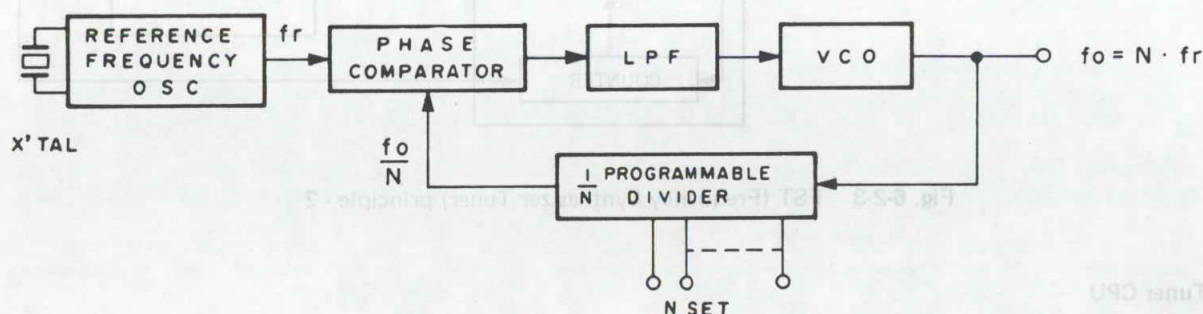 REFERENCE
FREQUENCY
OSC
X'TAL
fr
PHASE
COMPARATOR
LPF
VCO
fo = N · fr
fo
N
1
N
PROGRAMMABLE
DIVIDER
N SET
COUNTER
Fig. 6-2-3 FST (Frequency Synthesizer Tuner) principle - 2
Tuner CPU